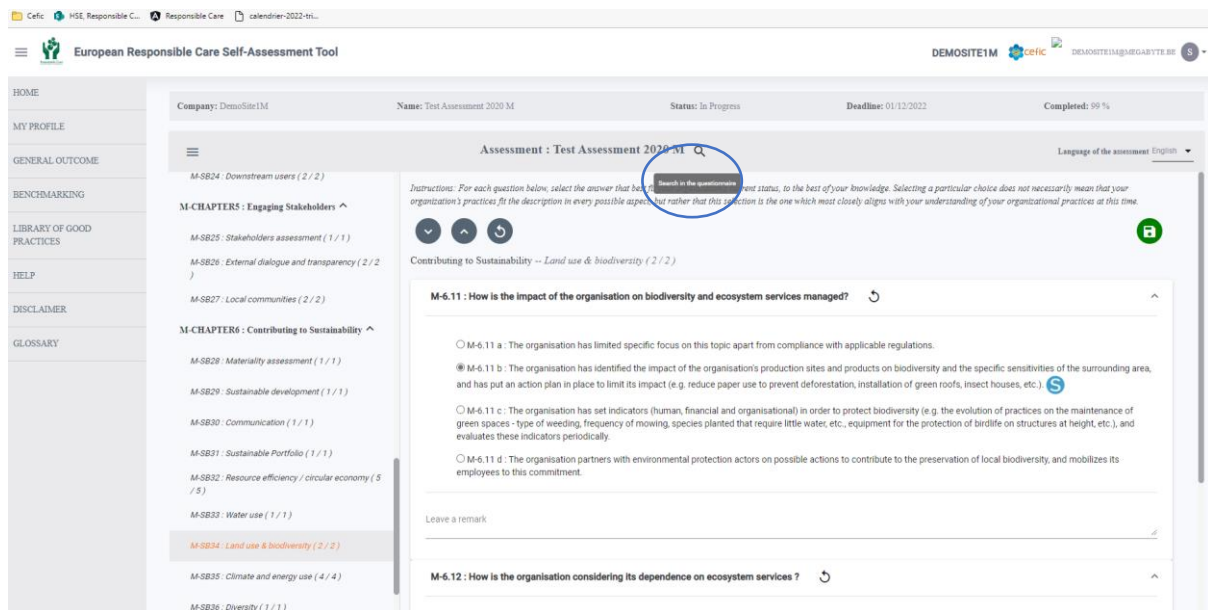 Cefic HSE, Responsible C... Responsible Care calendrier-2022-tri...
European Responsible Care Self-Assessment Tool
DEMOSITE1M cefic DEMOSITE1M@MEGABYTE.BE S
HOME
MY PROFILE
GENERAL OUTCOME
BENCHMARKING
LIBRARY OF GOOD
PRACTICES
HELP
DISCLAIMER
GLOSSARY
Company: DemoSite1M Name: Test Assessment 2020 M Status: In Progress Deadline: 01/12/2022 Completed: 99 %
Assessment : Test Assessment 2020 M
Language of the assessment English
Search in the questionnaire
M-SB24 : Downstream users ( 2 / 2 )
M-CHAPTER5 : Engaging Stakeholders
M-SB25 : Stakeholders assessment ( 1 / 1 )
M-SB26 : External dialogue and transparency ( 2 / 2
)
M-SB27 : Local communities ( 2 / 2 )
M-CHAPTER6 : Contributing to Sustainability
M-SB28 : Materiality assessment ( 1 / 1 )
M-SB29 : Sustainable development ( 1 / 1 )
M-SB30 : Communication ( 1 / 1 )
M-SB31 : Sustainable Portfolio ( 1 / 1 )
M-SB32 : Resource efficiency / circular economy ( 5
/ 5 )
M-SB33 : Water use ( 1 / 1 )
M-SB34 : Land use & biodiversity ( 2 / 2 )
M-SB35 : Climate and energy use ( 4 / 4 )
M-SB36 : Diversity ( 1 / 1 )
Instructions: For each question below, select the answer that best rent status, to the best of your knowledge. Selecting a particular choice does not necessarily mean that your
organization's practices fit the description in every possible aspect, but rather that this selection is the one which most closely aligns with your understanding of your organizational practices at this time.
Contributing to Sustainability -- Land use & biodiversity ( 2 / 2 )
M-6.11 : How is the impact of the organisation on biodiversity and ecosystem services managed?
M-6.11 a : The organisation has limited specific focus on this topic apart from compliance with applicable regulations.
M-6.11 b : The organisation has identified the impact of the organisation's production sites and products on biodiversity and the specific sensitivities of the surrounding area,
and has put an action plan in place to limit its impact (e.g. reduce paper use to prevent deforestation, installation of green roofs, insect houses, etc.). S
M-6.11 c : The organisation has set indicators (human, financial and organisational) in order to protect biodiversity (e.g. the evolution of practices on the maintenance of
green spaces - type of weeding, frequency of mowing, species planted that require little water, etc., equipment for the protection of birdlife on structures at height, etc.), and
evaluates these indicators periodically.
M-6.11 d : The organisation partners with environmental protection actors on possible actions to contribute to the preservation of local biodiversity, and mobilizes its
employees to this commitment.
Leave a remark
M-6.12 : How is the organisation considering its dependence on ecosystem services ?